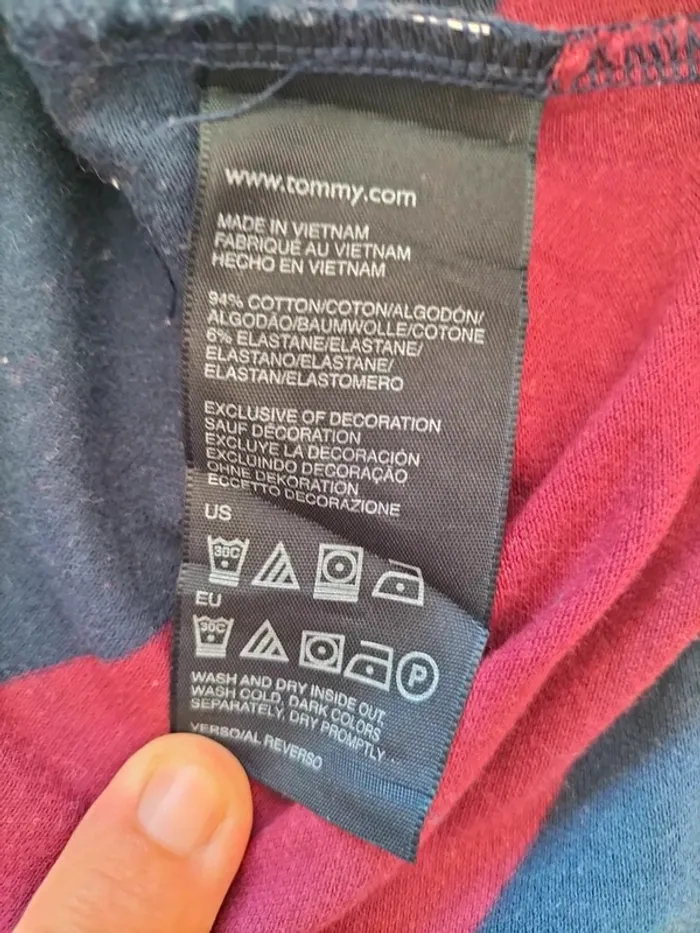 www.tommy.com
MADE IN VIETNAM
FABRIQUÉ AU VIETNAM
HECHO EN VIETNAM
94% COTTON/COTON/ALGODÓN/
ALGODÃO/BAUMWOLLE/COTONE
6% ELASTANE/ELASTANE/
ELASTANO/ELASTANE/
ELASTAN/ELASTOMERO
EXCLUSIVE OF DECORATION
SAUF DÉCORATION
EXCLUYE LA DECORACIÓN
EXCLUINDO DECORAÇÃO
OHNE DEKORATION
ECCETTO DECORAZIONE
US
30C
EU
30C
P
WASH AND DRY INSIDE OUT,
WASH COLD, DARK COLORS
SEPARATELY, DRY PROMPTLY
VERSO/AL REVERSO